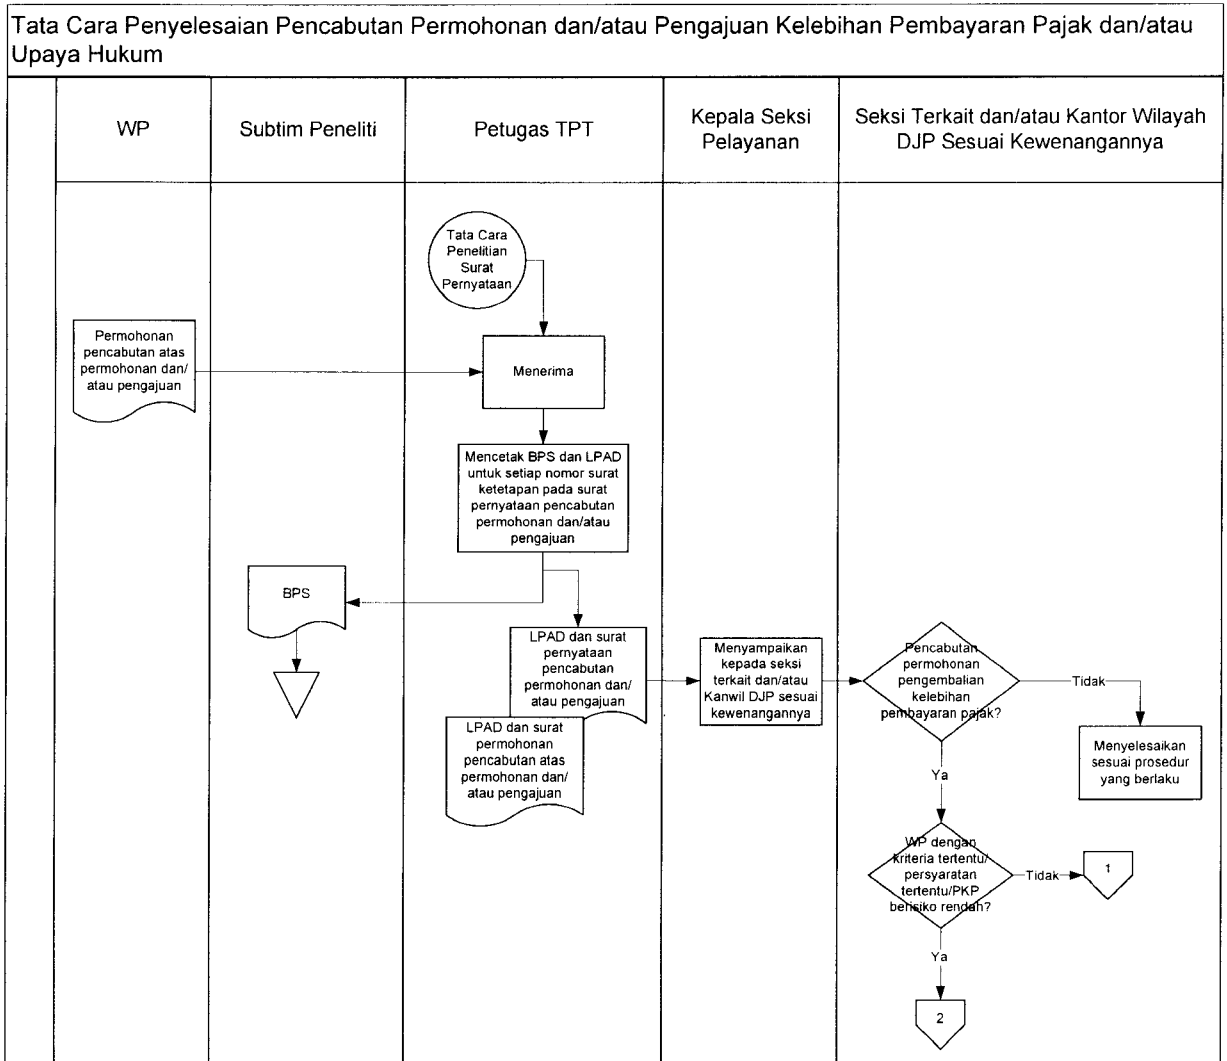 Tata Cara Penyelesaian Pencabutan Permohonan dan/atau Pengajuan Kelebihan Pembayaran Pajak dan/atau
Upaya Hukum
WP
Subtim Peneliti
Petugas TPT
Kepala Seksi
Pelayanan
Seksi Terkait dan/atau Kantor Wilayah
DJP Sesuai Kewenangannya
Tata Cara
Penelitian
Surat
Pernyataan
Permohonan
pencabutan atas
permohonan dan/
atau pengajuan
Menerima
Mencetak BPS dan LPAD
untuk setiap nomor surat
ketetapan pada surat
pernyataan pencabutan
permohonan dan/atau
pengajuan
BPS
LPAD dan surat
pernyataan
pencabutan
permohonan dan/
atau pengajuan
LPAD dan surat
permohonan
pencabutan atas
permohonan dan/
atau pengajuan
Menyampaikan
kepada seksi
terkait dan/atau
Kanwil DJP sesuai
kewenangannya
Pencabutan
permohonan
pengembalian
kelebihan
pembayaran pajak?
Tidak
Menyelesaikan
sesuai prosedur
yang berlaku
Ya
WP dengan
kriteria tertentu/
persyaratan
tertentu/PKP
berisiko rendah?
Tidak
1
Ya
2